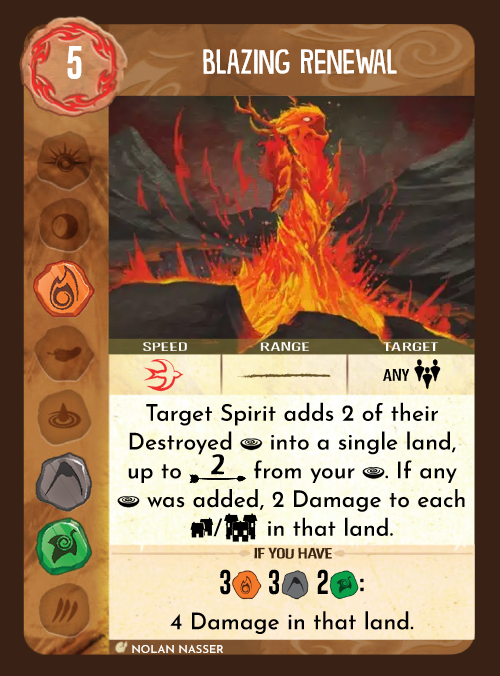 5
BLAZING RENEWAL
SPEED RANGE TARGET
ANY
Target Spirit adds 2 of their
Destroyed into a single land,
up to 2 from your . If any
was added, 2 Damage to each
/ in that land.
IF YOU HAVE
3 3 2 :
4 Damage in that land.
NOLAN NASSER